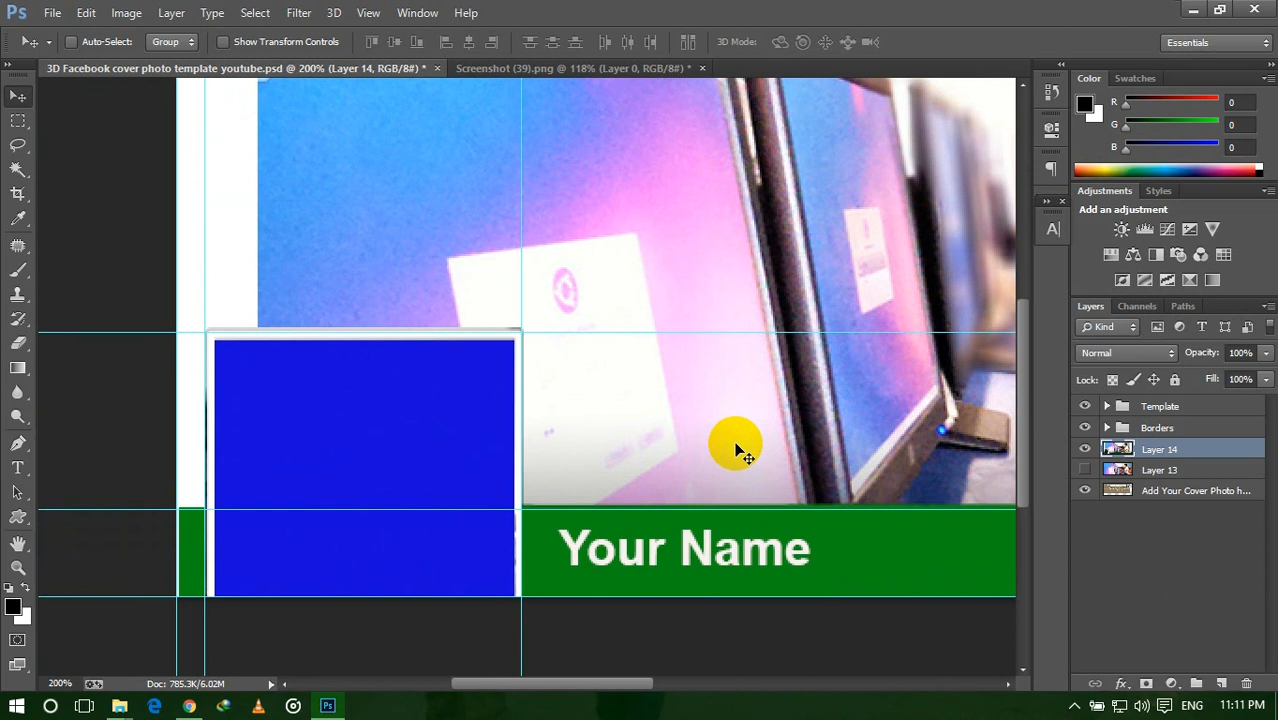 Ps File Edit Image Layer Type Select Filter 3D View Window Help
Auto-Select: Group Show Transform Controls 3D Mode: Essentials
3D Facebook cover photo template youtube.psd @ 200% (Layer 14, RGB/8#) * × Screenshot (39).png @ 118% (Layer 0, RGB/8#) * ×
Color Swatches
R 0
G 0
B 0
Adjustments Styles
Add an adjustment
Layers Channels Paths
Kind
Normal Opacity: 100%
Lock: Fill: 100%
Template
Borders
Layer 14
Layer 13
Add Your Cover Photo h...
Your Name
200% Doc: 785.3K/6.02M
ENG 11:11 PM